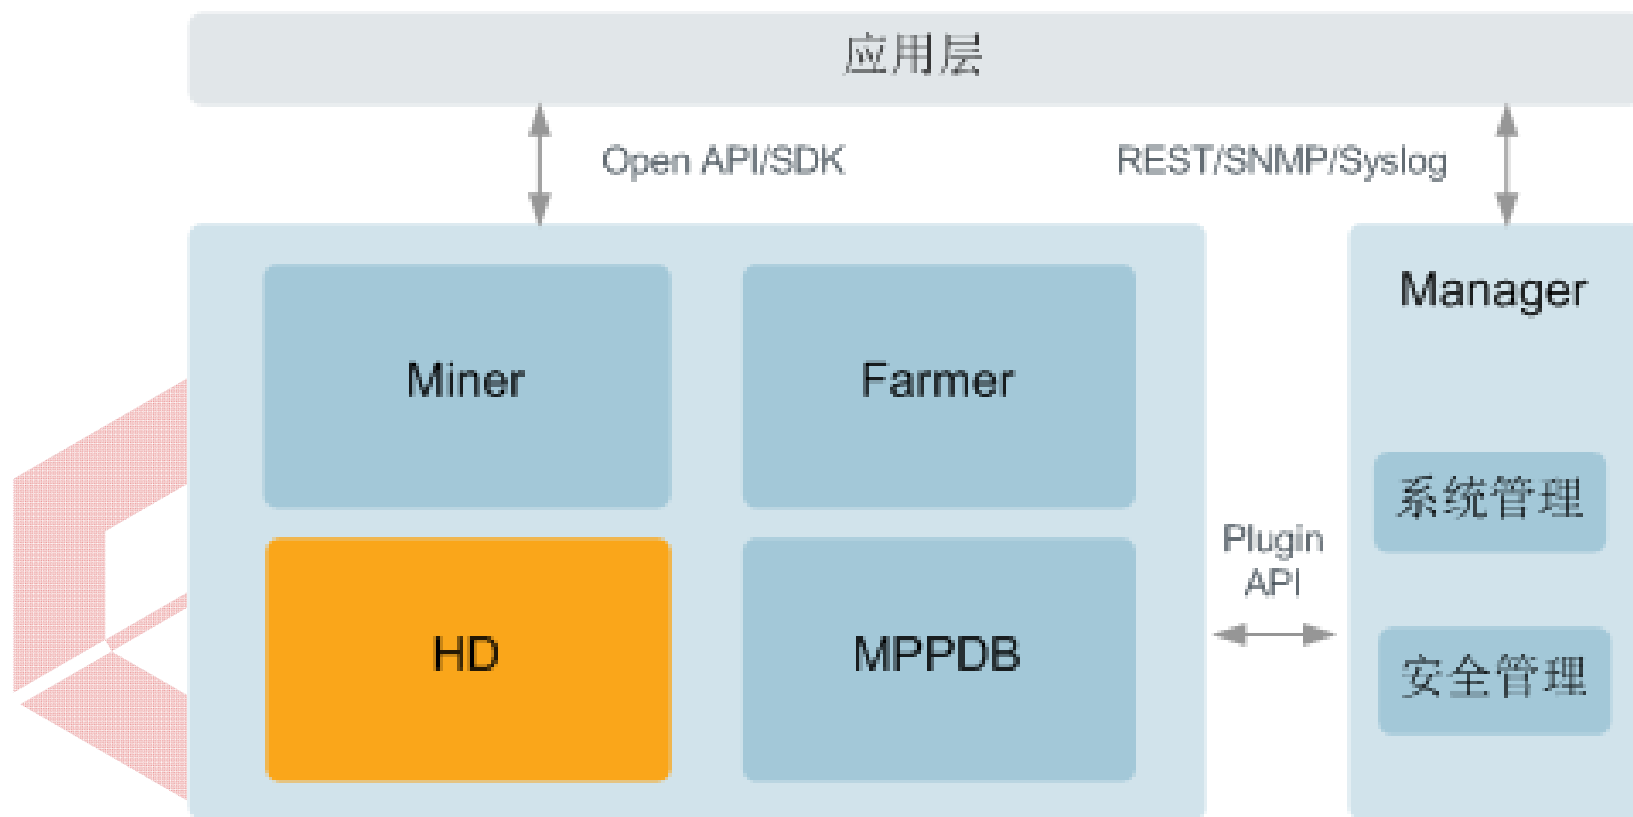 应用层
Open API/SDK
REST/SNMP/Syslog
Miner
Farmer
HD
MPPDB
Plugin
API
Manager
系统管理
安全管理